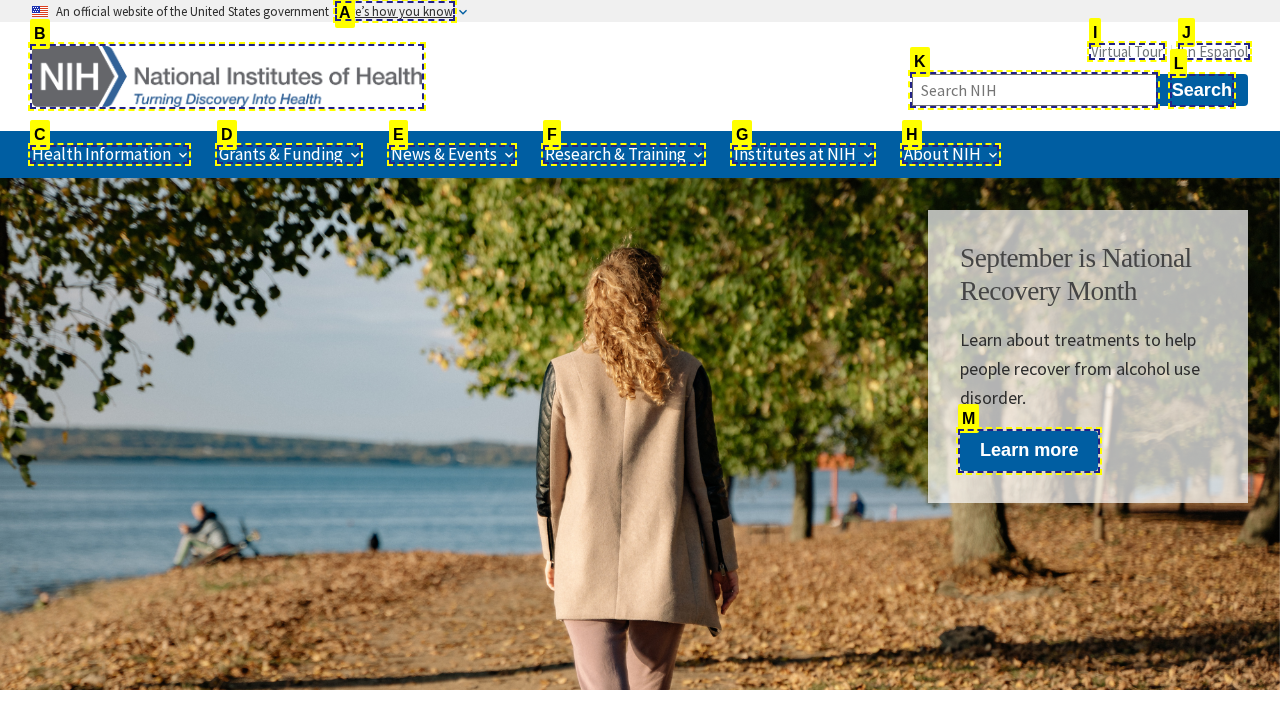 An official website of the United States government
A
e's how you know
B
NIH
National Institutes of Health
Turning Discovery Into Health
I
Virtual Tour
J
n Español
K
Search NIH
L
Search
C
Health Information
D
Grants & Funding
E
News & Events
F
Research & Training
G
Institutes at NIH
H
About NIH
September is National
Recovery Month
Learn about treatments to help
people recover from alcohol use
disorder.
M
Learn more